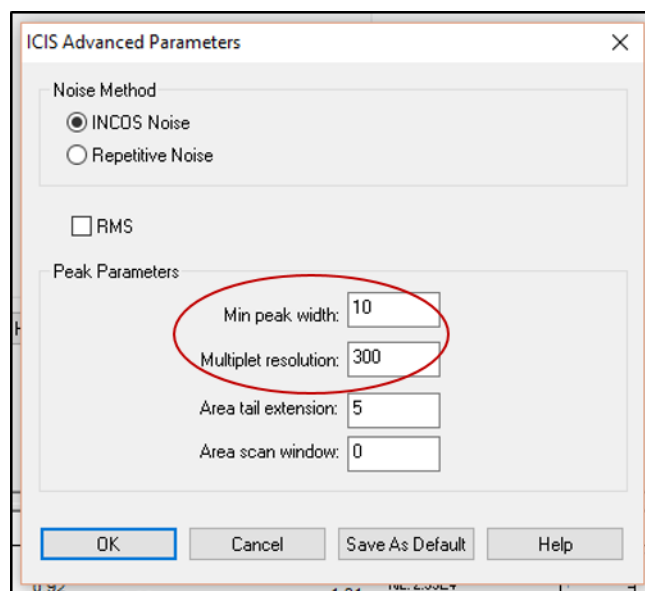 ICIS Advanced Parameters
Noise Method
INCOS Noise
Repetitive Noise
RMS
Peak Parameters
Min peak width: 10
Multiplet resolution: 300
Area tail extension: 5
Area scan window: 0
OK Cancel Save As Default Help